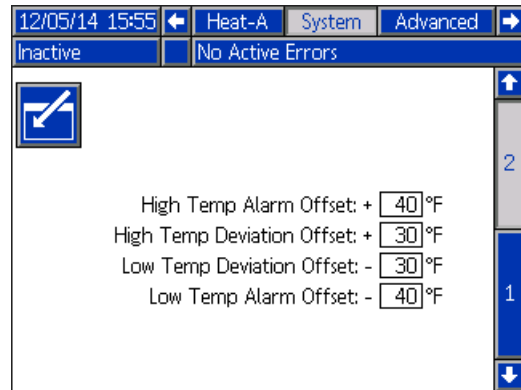 12/05/14 15:55 Heat-A System Advanced
Inactive No Active Errors
2
High Temp Alarm Offset: + 40 °F
High Temp Deviation Offset: + 30 °F
Low Temp Deviation Offset: - 30 °F
Low Temp Alarm Offset: - 40 °F
1